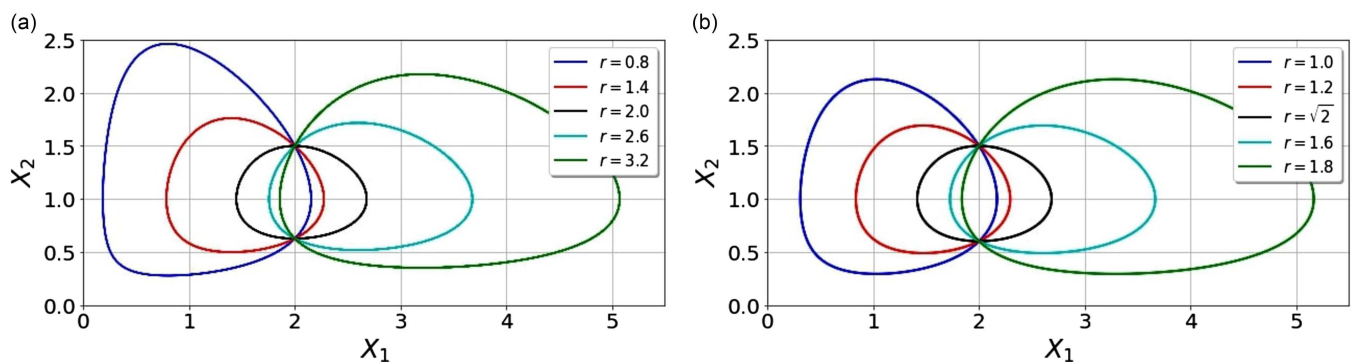 (a)
X₂
2.5
2.0
1.5
1.0
0.5
0.0
0 1 2 3 4 5
X₁
r = 0.8
r = 1.4
r = 2.0
r = 2.6
r = 3.2
(b)
X₂
2.5
2.0
1.5
1.0
0.5
0.0
0 1 2 3 4 5
X₁
r = 1.0
r = 1.2
r = √2
r = 1.6
r = 1.8